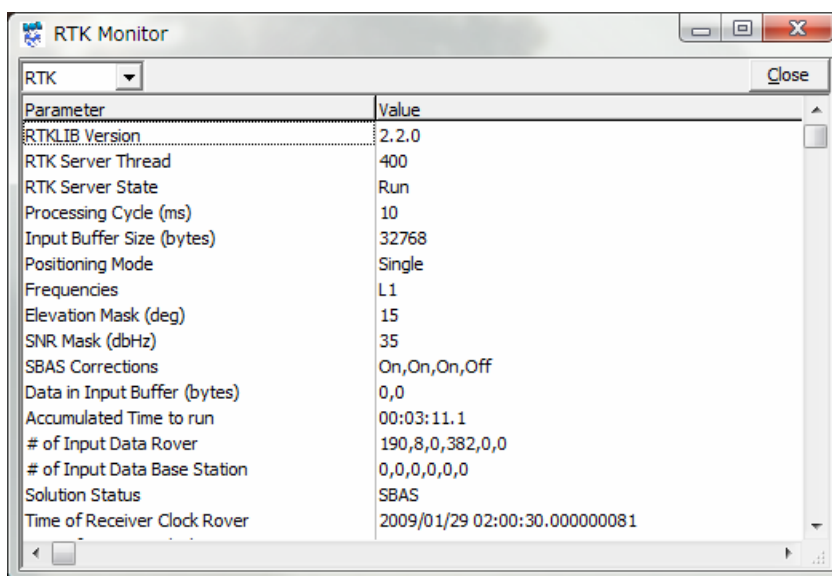 RTK Monitor
RTK
Close
Parameter Value
RTKLIB Version 2.2.0
RTK Server Thread 400
RTK Server State Run
Processing Cycle (ms) 10
Input Buffer Size (bytes) 32768
Positioning Mode Single
Frequencies L1
Elevation Mask (deg) 15
SNR Mask (dbHz) 35
SBAS Corrections On,On,On,Off
Data in Input Buffer (bytes) 0,0
Accumulated Time to run 00:03:11.1
# of Input Data Rover 190,8,0,382,0,0
# of Input Data Base Station 0,0,0,0,0,0
Solution Status SBAS
Time of Receiver Clock Rover 2009/01/29 02:00:30.000000081